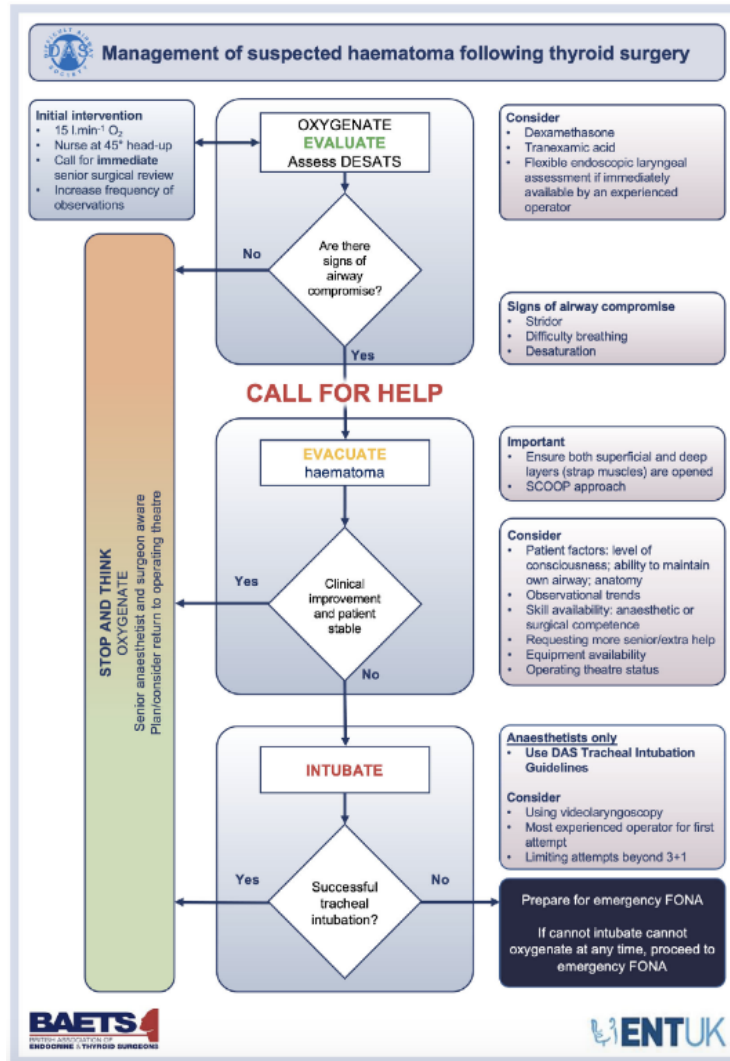 DIFFICULT AIRWAY
DAS
SOCIETY
Management of suspected haematoma following thyroid surgery
Initial intervention
• 15 l.min⁻¹ O₂
• Nurse at 45° head-up
• Call for immediate
senior surgical review
• Increase frequency of
observations
OXYGENATE
EVALUATE
Assess DESATS
Consider
• Dexamethasone
• Tranexamic acid
• Flexible endoscopic laryngeal
assessment if immediately
available by an experienced
operator
Are there
signs of
airway
compromise?
No
Yes
Signs of airway compromise
• Stridor
• Difficulty breathing
• Desaturation
CALL FOR HELP
EVACUATE
haematoma
Important
• Ensure both superficial and deep
layers (strap muscles) are opened
• SCOOP approach
Clinical
improvement
and patient
stable
Yes
No
Consider
• Patient factors: level of
consciousness; ability to maintain
own airway; anatomy
• Observational trends
• Skill availability: anaesthetic or
surgical competence
• Requesting more senior/extra help
• Equipment availability
• Operating theatre status
STOP AND THINK
OXYGENATE
Senior anaesthetist and surgeon aware
Plan/consider return to operating theatre
INTUBATE
Anaesthetists only
• Use DAS Tracheal Intubation
Guidelines
Consider
• Using videolaryngoscopy
• Most experienced operator for first
attempt
• Limiting attempts beyond 3+1
Successful
tracheal
intubation?
Yes
No
Prepare for emergency FONA
If cannot intubate cannot
oxygenate at any time, proceed to
emergency FONA
BAETS
BRITISH ASSOCIATION OF
ENDOCRINE & THYROID SURGEONS
ENTUK